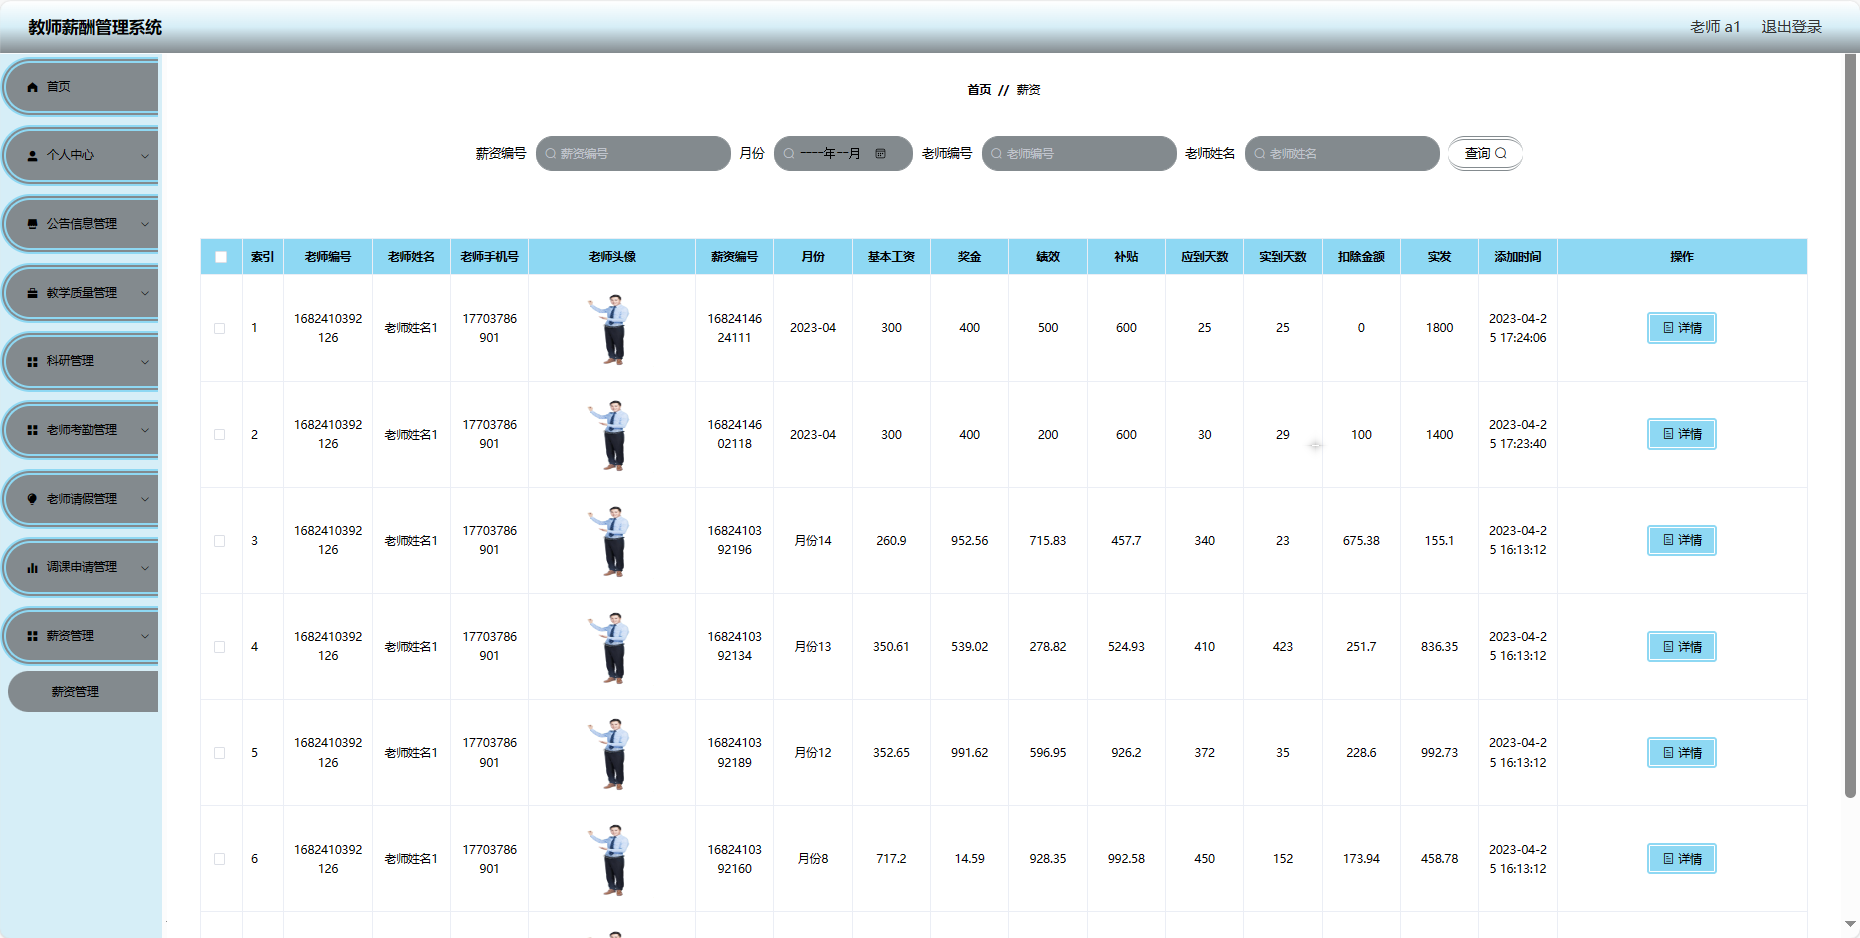 教师薪酬管理系统
老师 a1 退出登录
首页
个人中心
公告信息管理
教学质量管理
科研管理
老师考勤管理
老师请假管理
调课申请管理
薪资管理
薪资管理
首页 // 薪资
薪资编号 薪资编号 月份 ----年--月 老师编号 老师编号 老师姓名 老师姓名 查询
索引 老师编号 老师姓名 老师手机号 老师头像 薪资编号 月份 基本工资 奖金 绩效 补贴 应到天数 实到天数 扣除金额 实发 添加时间 操作
1 1682410392126 老师姓名1 17703786901 1682414624111 2023-04 300 400 500 600 25 25 0 1800 2023-04-25 17:24:06 详情
2 1682410392126 老师姓名1 17703786901 1682414602118 2023-04 300 400 200 600 30 29 100 1400 2023-04-25 17:23:40 详情
3 1682410392126 老师姓名1 17703786901 1682410392196 月份14 260.9 952.56 715.83 457.7 340 23 675.38 155.1 2023-04-25 16:13:12 详情
4 1682410392126 老师姓名1 17703786901 1682410392134 月份13 350.61 539.02 278.82 524.93 410 423 251.7 836.35 2023-04-25 16:13:12 详情
5 1682410392126 老师姓名1 17703786901 1682410392189 月份12 352.65 991.62 596.95 926.2 372 35 228.6 992.73 2023-04-25 16:13:12 详情
6 1682410392126 老师姓名1 17703786901 1682410392160 月份8 717.2 14.59 928.35 992.58 450 152 173.94 458.78 2023-04-25 16:13:12 详情